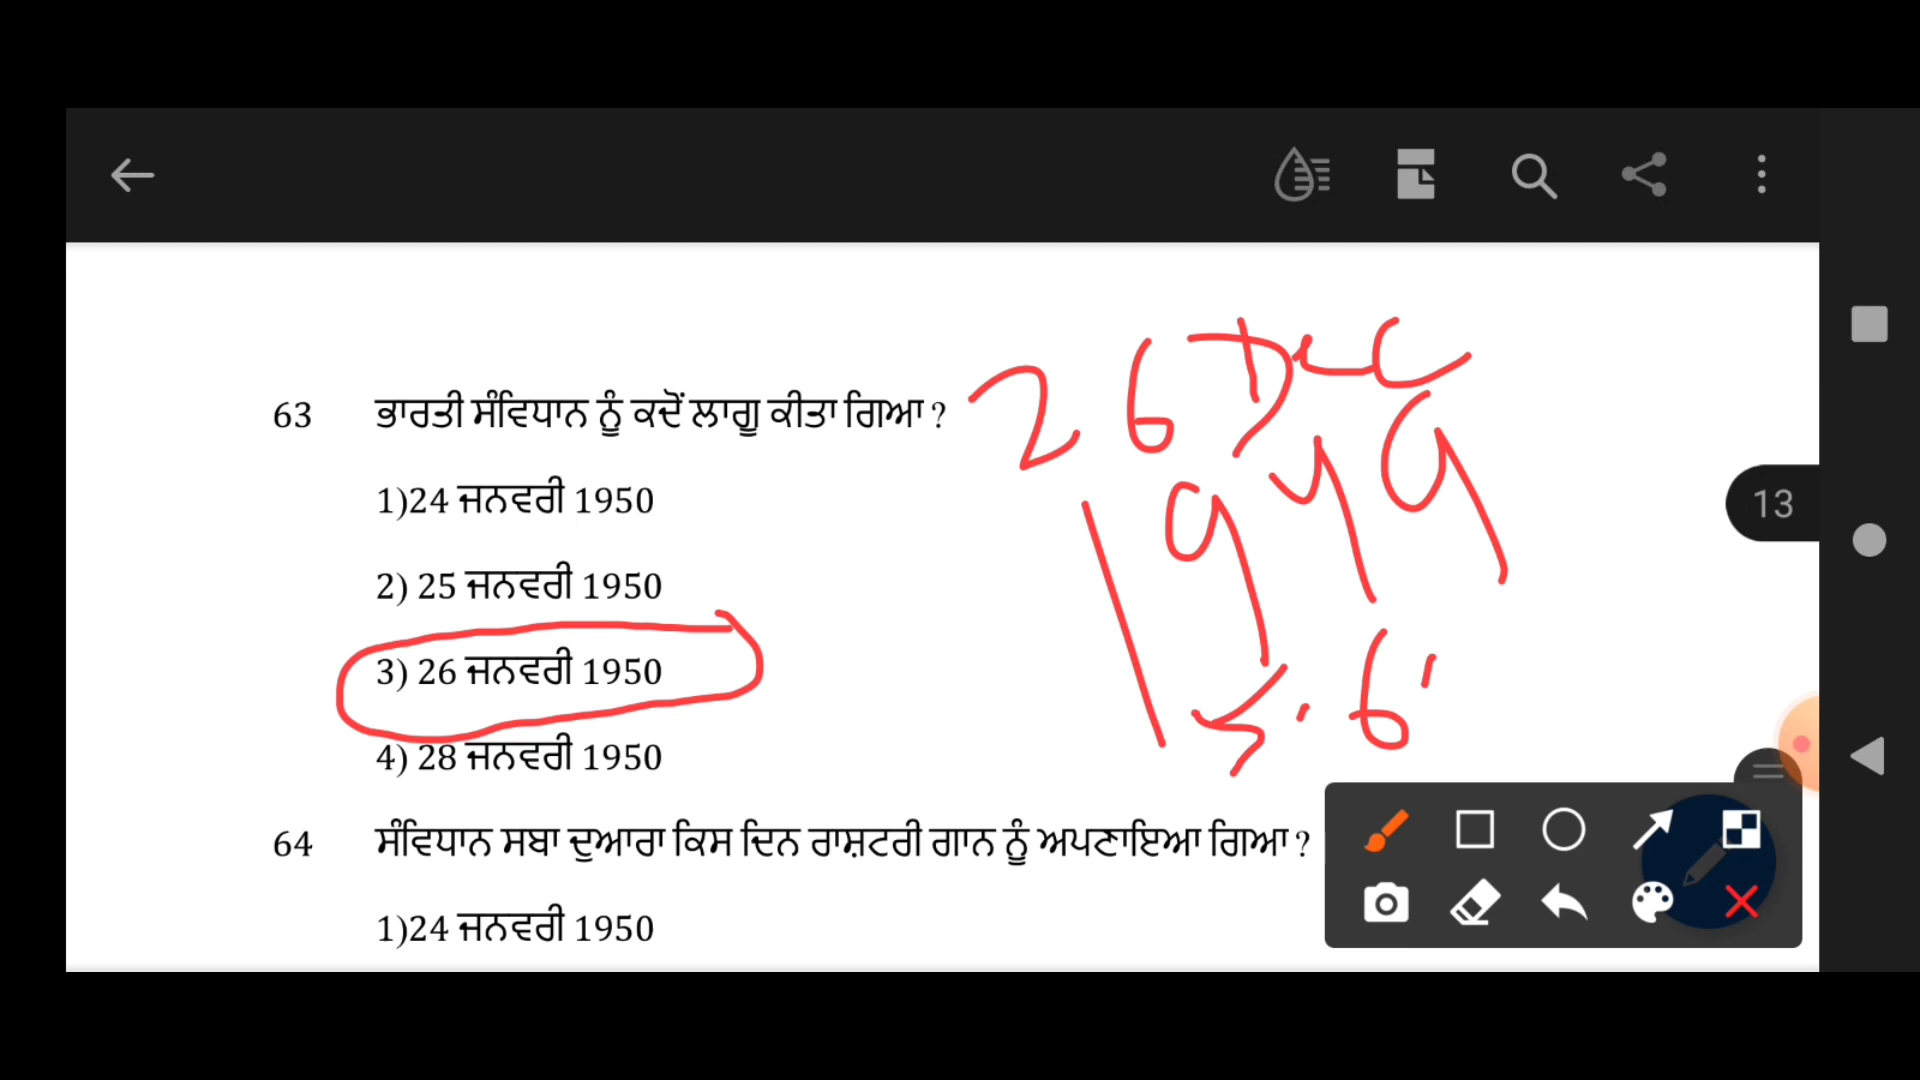 63 ਭਾਰਤੀ ਸੰਵਿਧਾਨ ਨੂੰ ਕਦੋਂ ਲਾਗੂ ਕੀਤਾ ਗਿਆ ?
26 Dec
1949
1)24 ਜਨਵਰੀ 1950
13
2) 25 ਜਨਵਰੀ 1950
3) 26 ਜਨਵਰੀ 1950
4) 28 ਜਨਵਰੀ 1950
64 ਸੰਵਿਧਾਨ ਸਬਾ ਦੁਆਰਾ ਕਿਸ ਦਿਨ ਰਾਸ਼ਟਰੀ ਗਾਨ ਨੂੰ ਅਪਣਾਇਆ ਗਿਆ ?
1)24 ਜਨਵਰੀ 1950